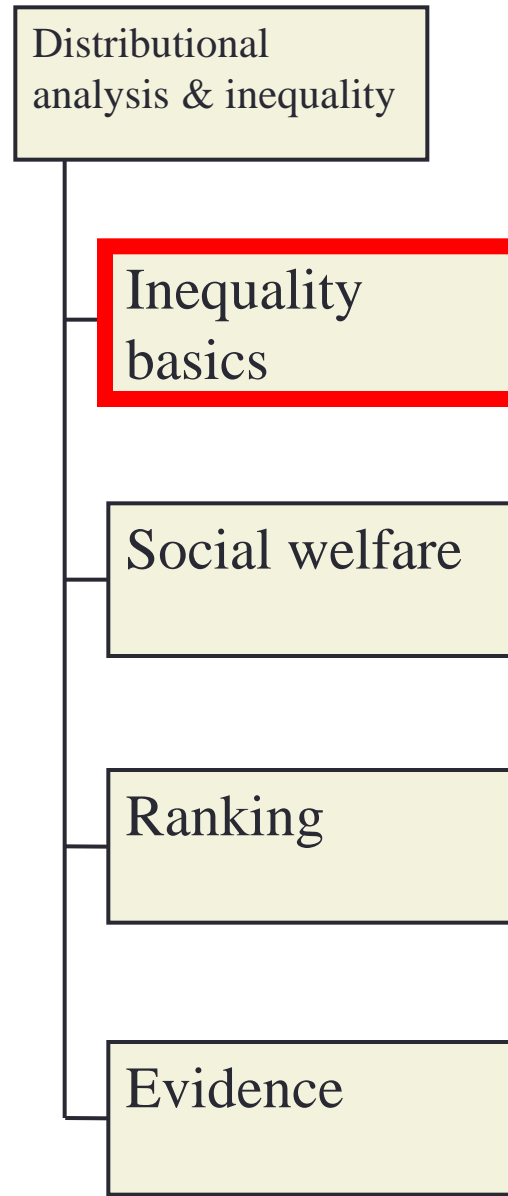 Distributional
analysis & inequality
Inequality
basics
Social welfare
Ranking
Evidence